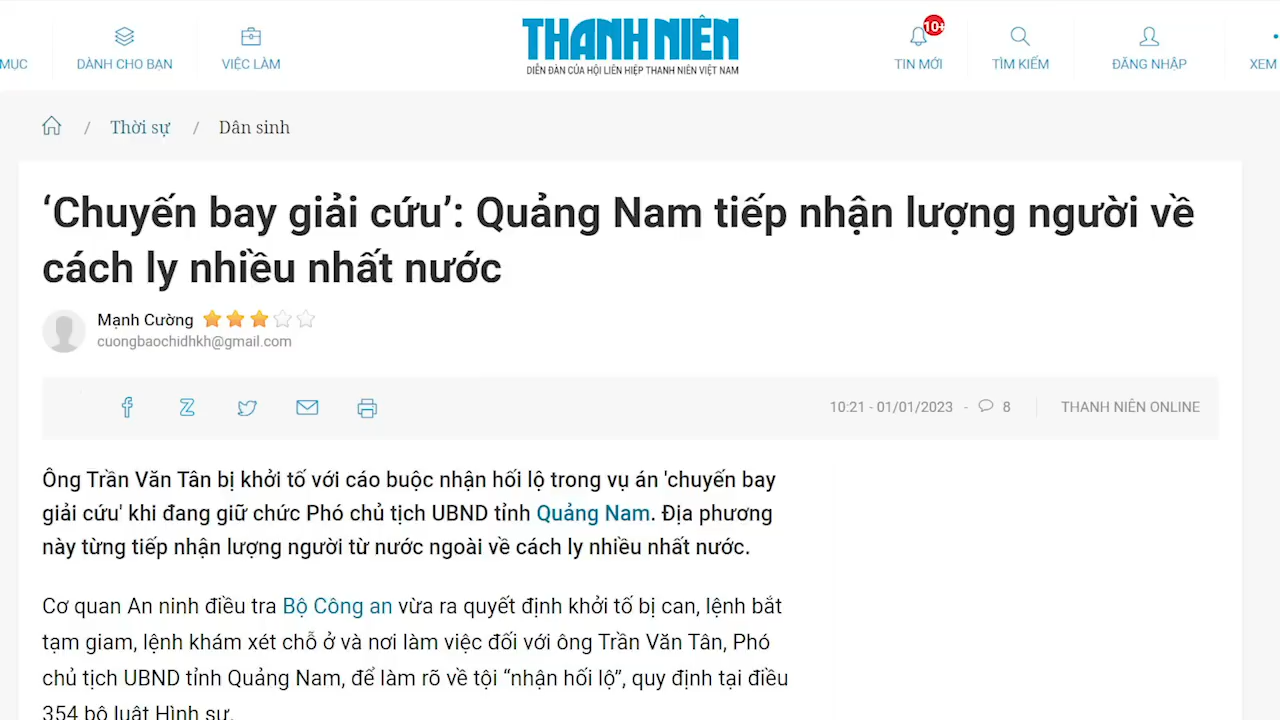 MỤC
DÀNH CHO BẠN
VIỆC LÀM
THANH NIÊN
DIỄN ĐÀN CỦA HỘI LIÊN HIỆP THANH NIÊN VIỆT NAM
10+
TIN MỚI
TÌM KIẾM
ĐĂNG NHẬP
XEM
/ Thời sự / Dân sinh
‘Chuyến bay giải cứu’: Quảng Nam tiếp nhận lượng người về
cách ly nhiều nhất nước
Mạnh Cường
cuongbaochidhkh@gmail.com
10:21 - 01/01/2023 - 8 THANH NIÊN ONLINE
Ông Trần Văn Tân bị khởi tố với cáo buộc nhận hối lộ trong vụ án 'chuyến bay
giải cứu' khi đang giữ chức Phó chủ tịch UBND tỉnh Quảng Nam. Địa phương
này từng tiếp nhận lượng người từ nước ngoài về cách ly nhiều nhất nước.
Cơ quan An ninh điều tra Bộ Công an vừa ra quyết định khởi tố bị can, lệnh bắt
tạm giam, lệnh khám xét chỗ ở và nơi làm việc đối với ông Trần Văn Tân, Phó
chủ tịch UBND tỉnh Quảng Nam, để làm rõ về tội “nhận hối lộ”, quy định tại điều
354 bộ luật Hình sự.